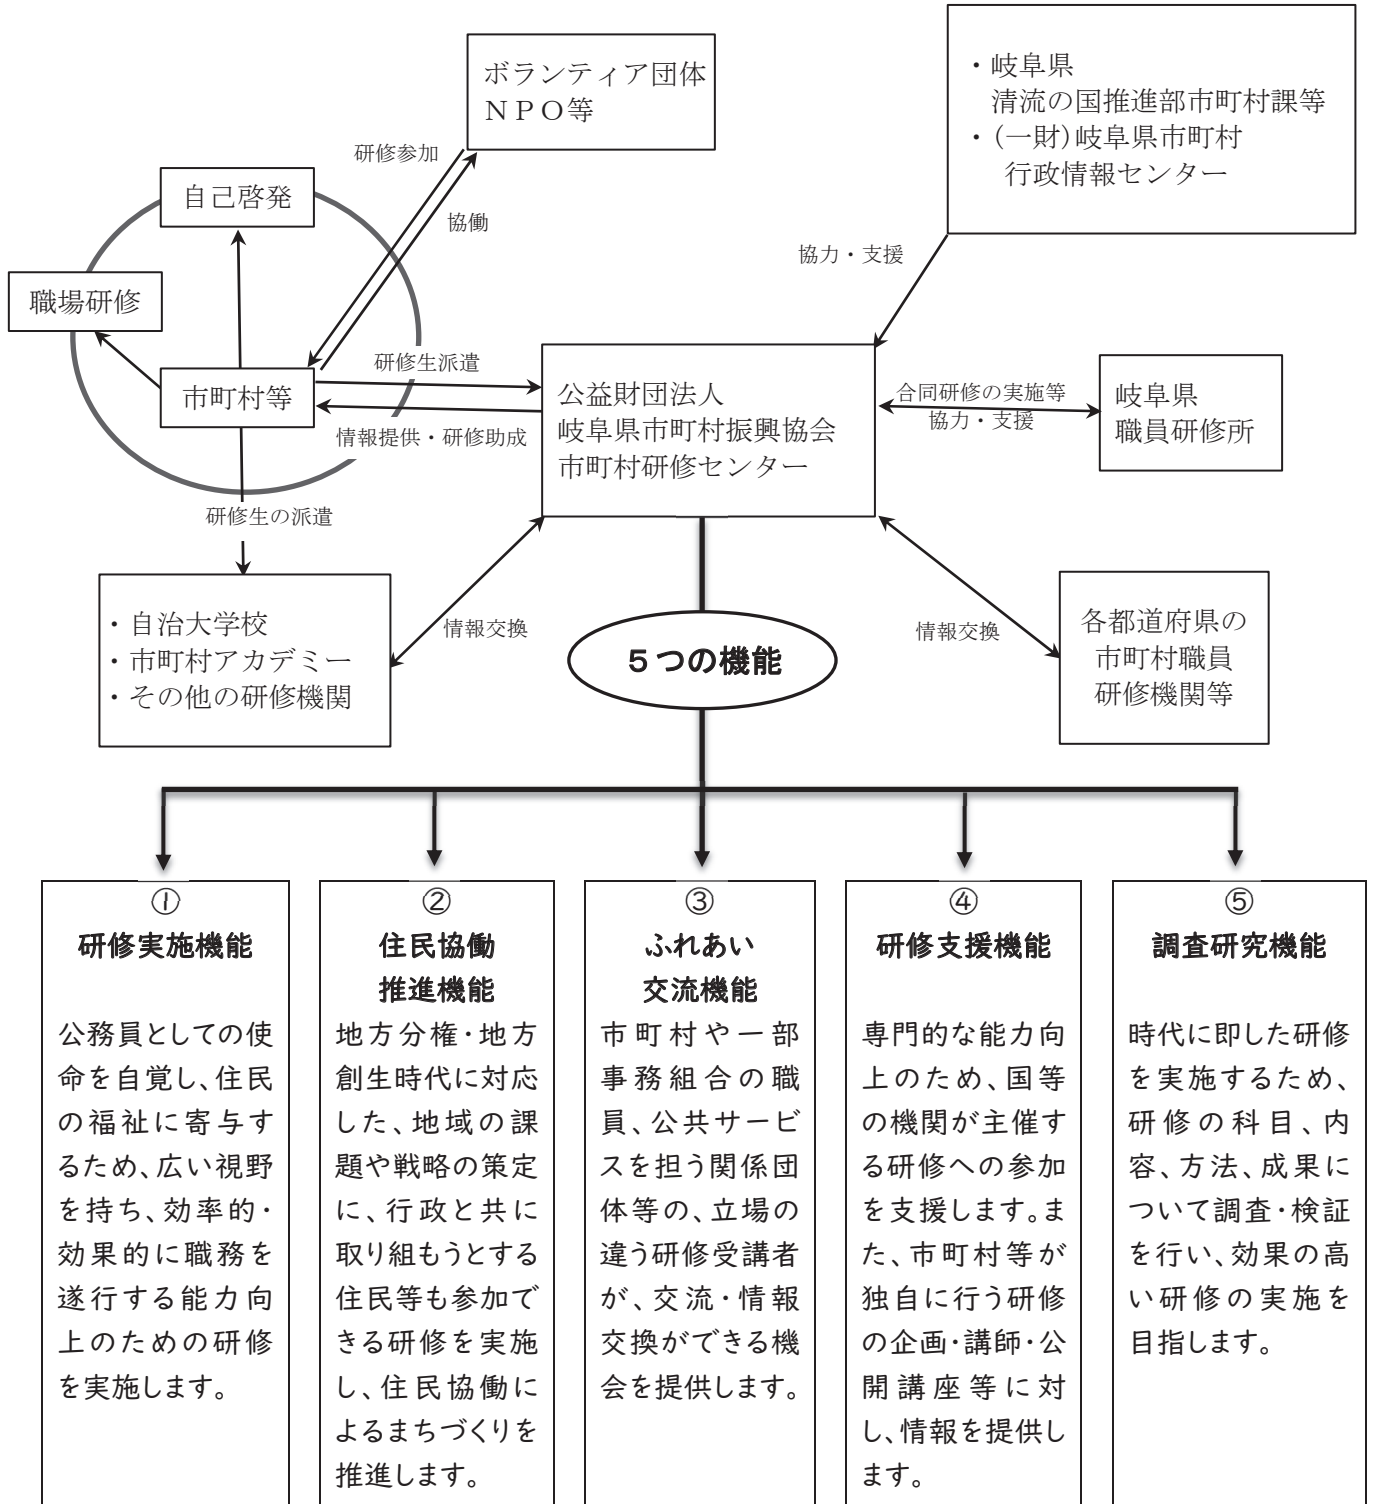 ボランティア団体
ＮＰＯ等
・岐阜県
清流の国推進部市町村課等
・(一財)岐阜県市町村
行政情報センター
研修参加
協働
自己啓発
職場研修
協力・支援
市町村等
研修生派遣
情報提供・研修助成
公益財団法人
岐阜県市町村振興協会
市町村研修センター
合同研修の実施等
協力・支援
岐阜県
職員研修所
研修生の派遣
・自治大学校
・市町村アカデミー
・その他の研修機関
情報交換
５つの機能
情報交換
各都道府県の
市町村職員
研修機関等
①
研修実施機能
公務員としての使
命を自覚し、住民
の福祉に寄与す
るため、広い視野
を持ち、効率的・
効果的に職務を
遂行する能力向
上のための研修
を実施します。
②
住民協働
推進機能
地方分権・地方
創生時代に対応
した、地域の課
題や戦略の策定
に、行政と共に
取り組もうとする
住民等も参加で
きる研修を実施
し、住民協働に
よるまちづくりを
推進します。
③
ふれあい
交流機能
市町村や一部
事務組合の職
員、公共サービ
スを担う関係団
体等の、立場の
違う研修受講者
が、交流・情報
交換ができる機
会を提供します。
④
研修支援機能
専門的な能力向
上のため、国等
の機関が主催す
る研修への参加
を支援します。ま
た、市町村等が
独自に行う研修
の企画・講師・公
開講座等に対
し、情報を提供し
ます。
⑤
調査研究機能
時代に即した研修
を実施するため、
研修の科目、内
容、方法、成果に
ついて調査・検証
を行い、効果の高
い研修の実施を
目指します。